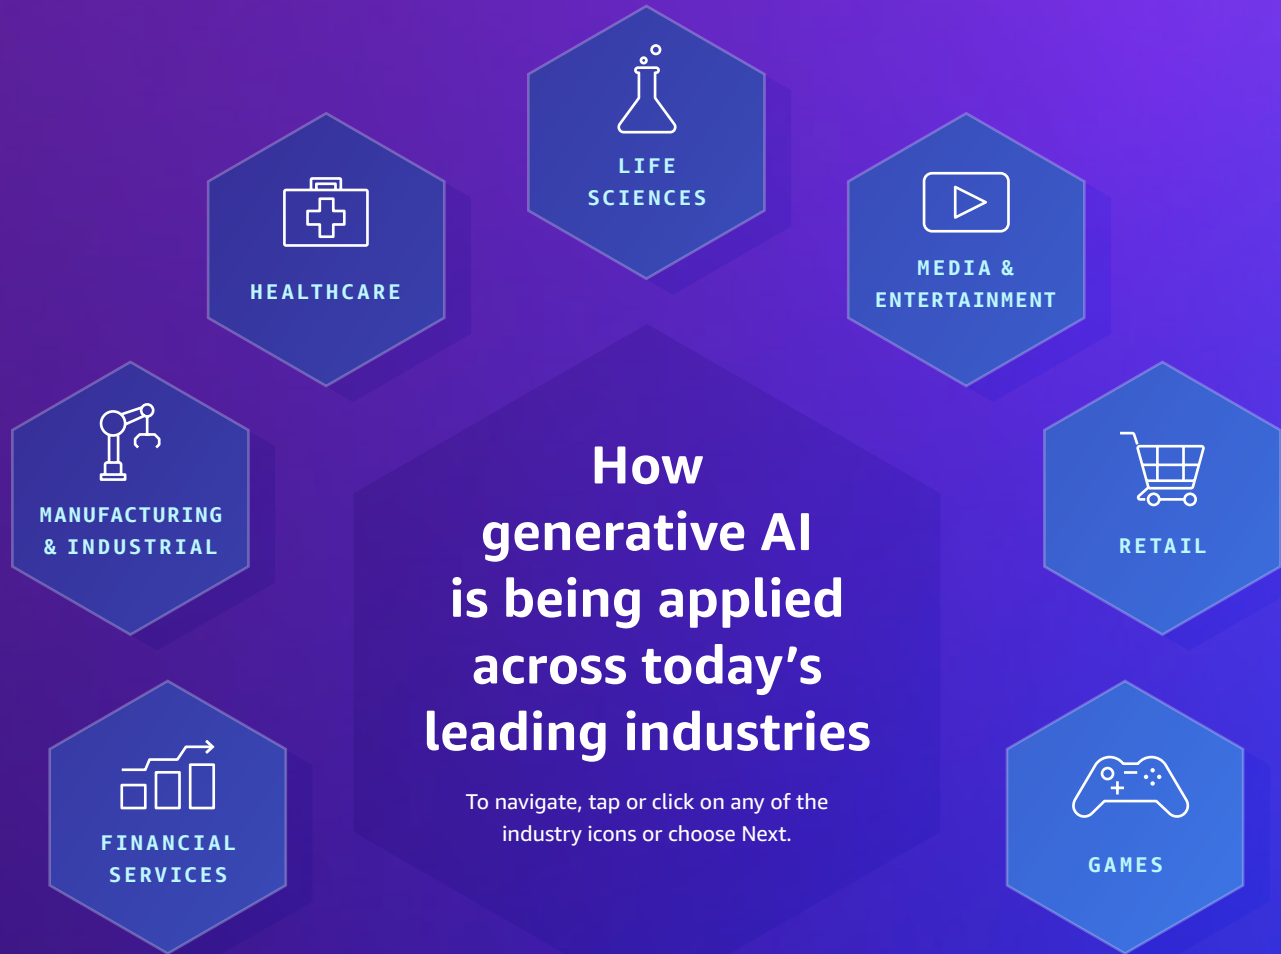 LIFE
SCIENCES
HEALTHCARE
MEDIA &
ENTERTAINMENT
MANUFACTURING
& INDUSTRIAL
RETAIL
How
generative AI
is being applied
across today’s
leading industries
To navigate, tap or click on any of the
industry icons or choose Next.
FINANCIAL
SERVICES
GAMES